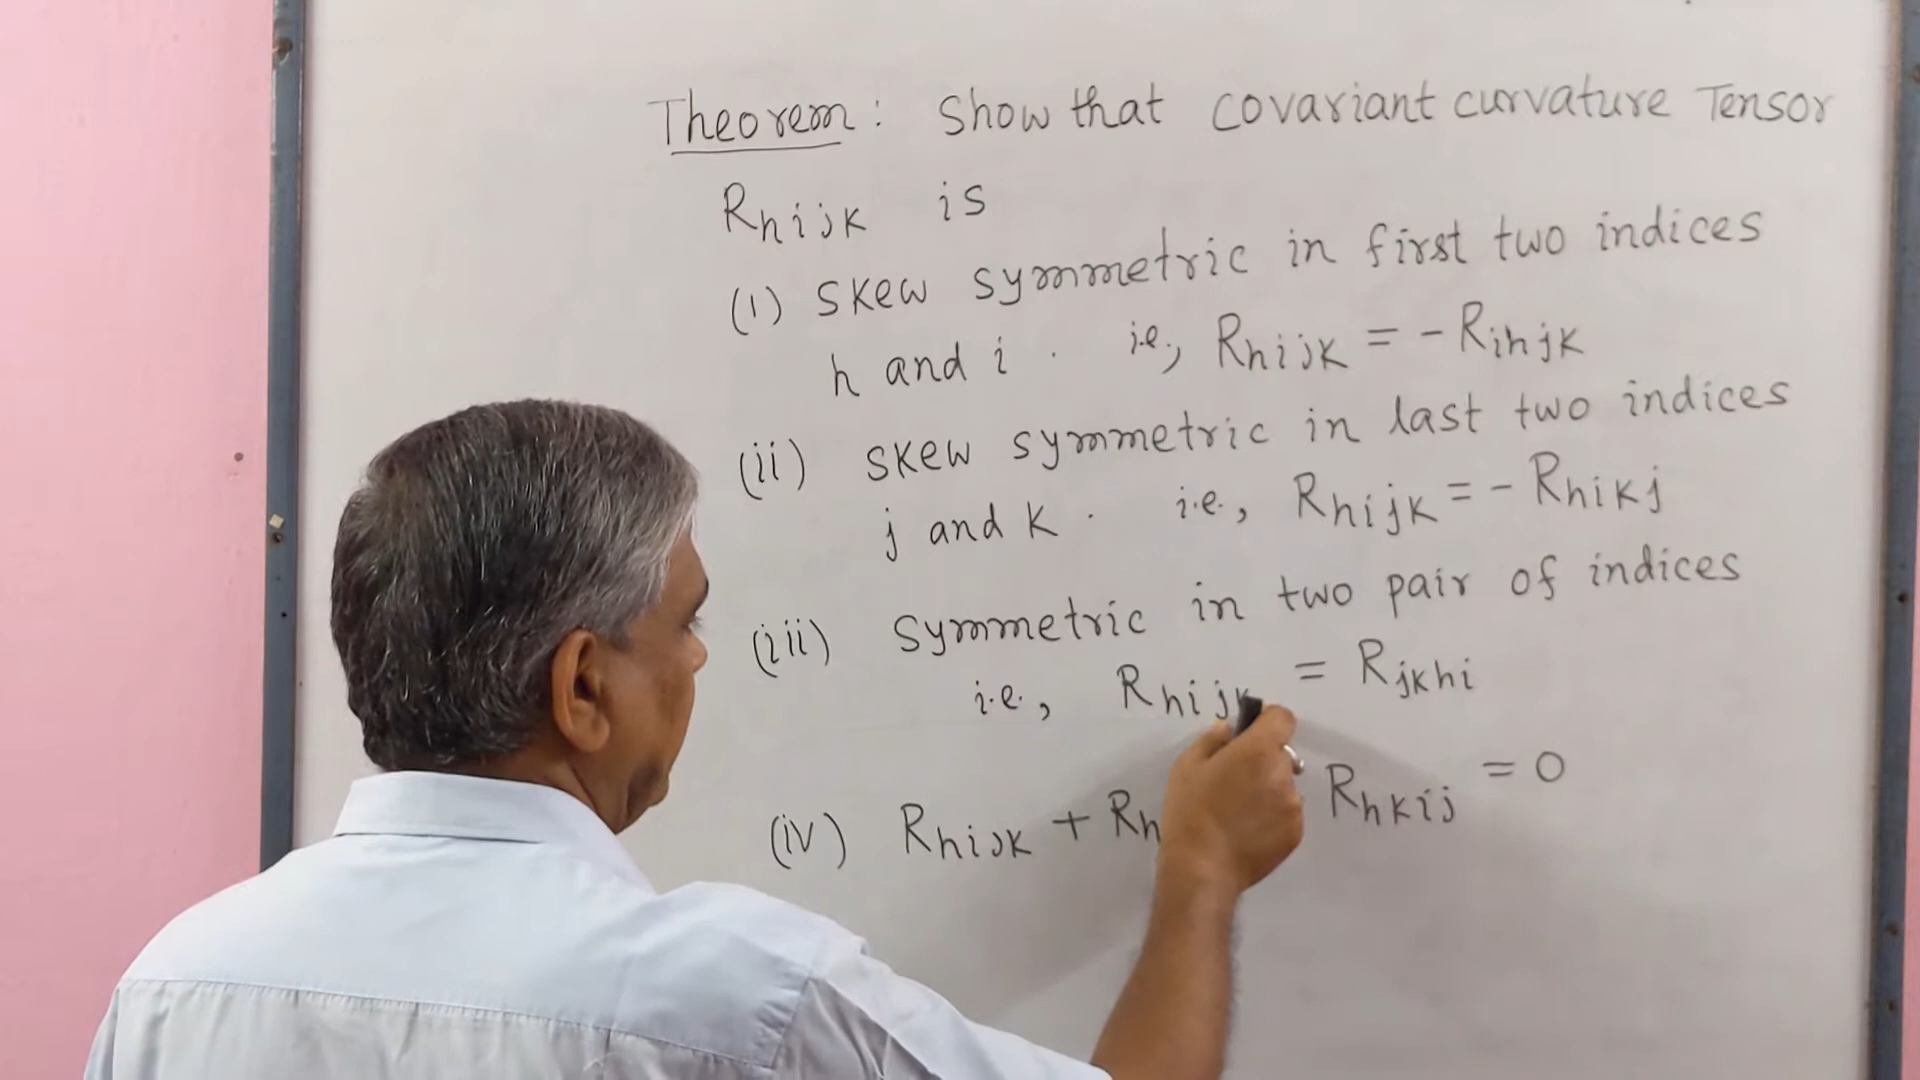 Theorem: Show that covariant curvature Tensor
Rhijk is
(i) Skew symmetric in first two indices
h and i. i.e., Rhijk = - Rihjk
(ii) Skew symmetric in last two indices
j and k. i.e., Rhijk = - Rhikj
(iii) Symmetric in two pair of indices
i.e., Rhijk = Rjkhi
(iv) Rhijk + Rh Rhkij = 0